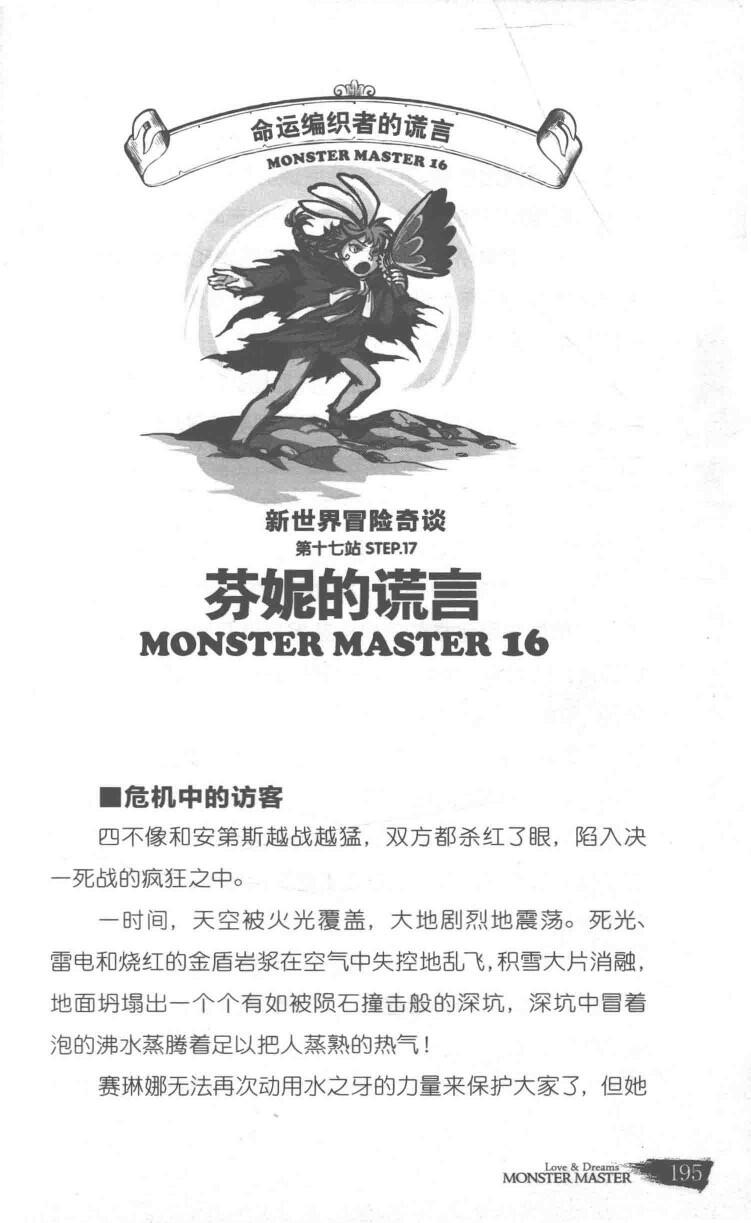 命运编织者的谎言
MONSTER MASTER 16
新世界冒险奇谈
第十七站 STEP.17
芬妮的谎言
MONSTER MASTER 16
■危机中的访客
四不像和安第斯越战越猛，双方都杀红了眼，陷入决
一死战的疯狂之中。
一时间，天空被火光覆盖，大地剧烈地震荡。死光、
雷电和烧红的金盾岩浆在空气中失控地乱飞，积雪大片消融，
地面坍塌出一个个有如被陨石撞击般的深坑，深坑中冒着
泡的沸水蒸腾着足以把人蒸熟的热气！
赛琳娜无法再次动用水之牙的力量来保护大家了，但她
Love & Dreams
MONSTER MASTER 195